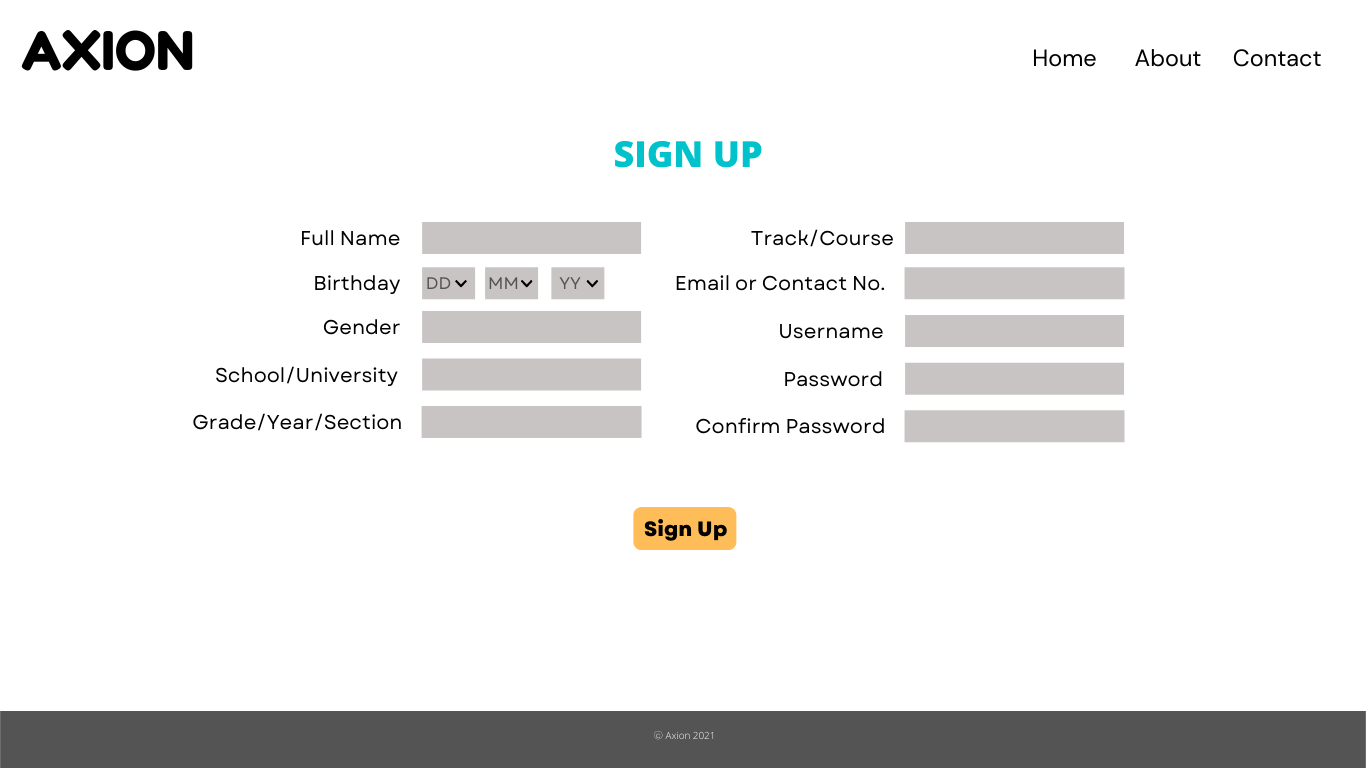 AXION
Home About Contact
SIGN UP
Full Name
Birthday DD MM YY
Gender
School/University
Grade/Year/Section
Track/Course
Email or Contact No.
Username
Password
Confirm Password
Sign Up
© Axion 2021